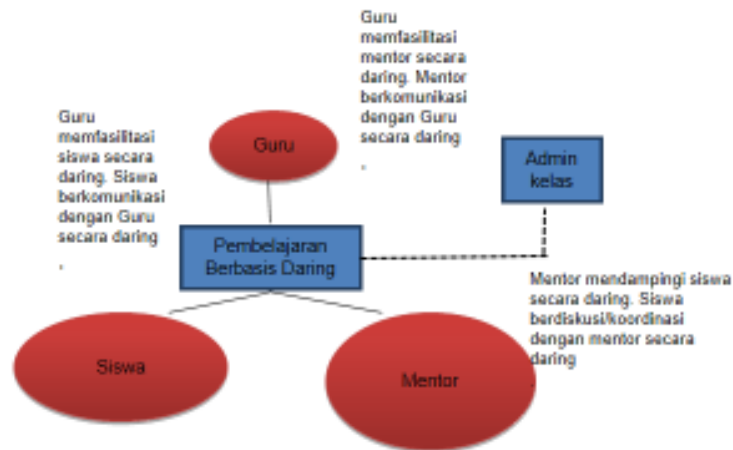 Guru
memfasilitasi
mentor secara
daring. Mentor
berkomunikasi
dengan Guru
secara daring
.
Guru
memfasilitasi
siswa secara
daring. Siswa
berkomunikasi
dengan Guru
secara daring
.
Guru
Admin
kelas
Pembelajaran
Berbasis Daring
Mentor mendampingi siswa
secara daring. Siswa
berdiskusi/koordinasi
dengan mentor secara
daring
.
Siswa
Mentor